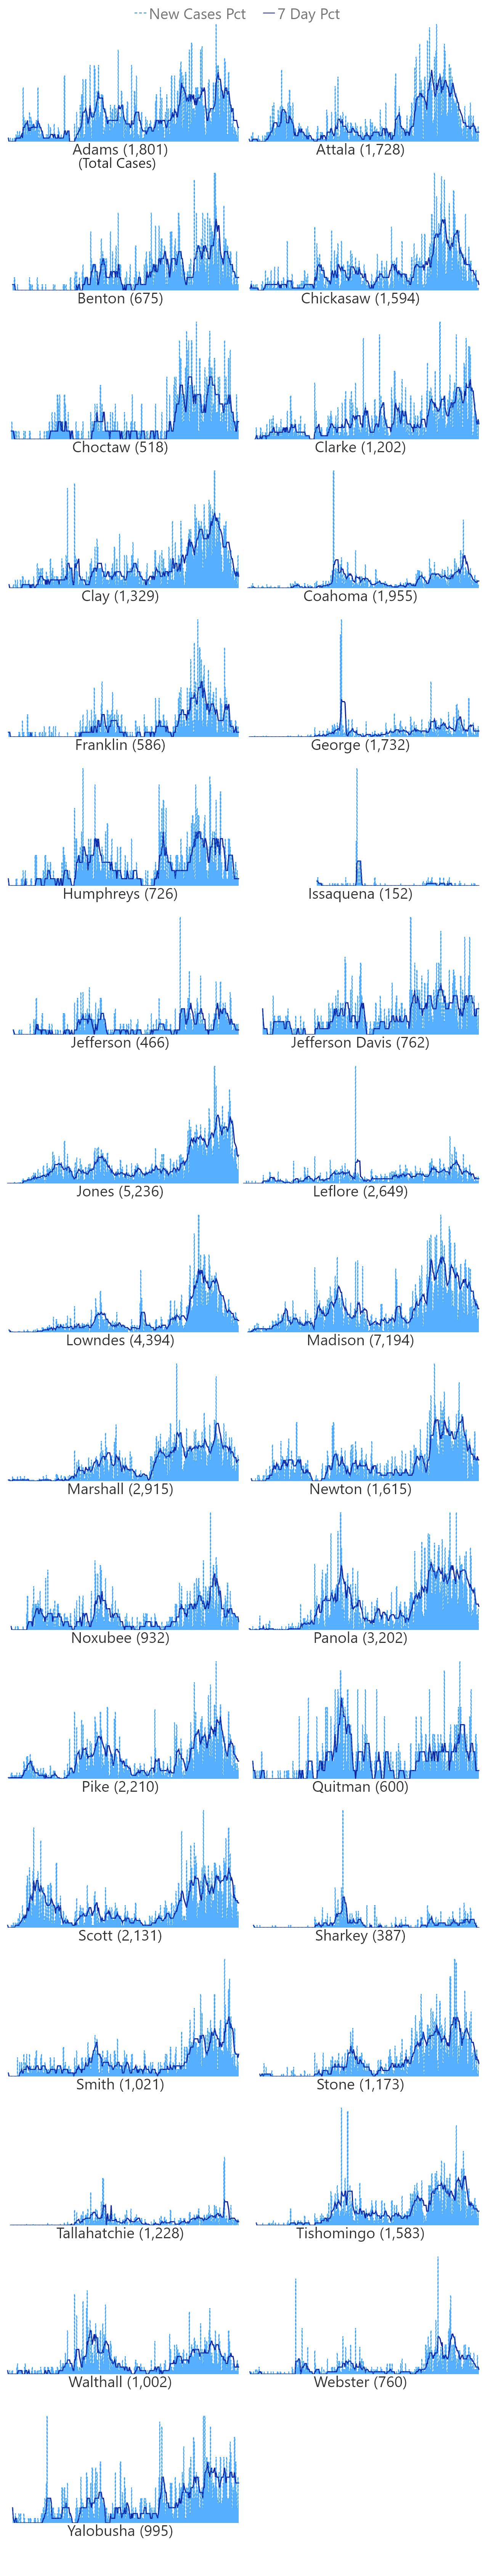 New Cases Pct 7 Day Pct
Adams (1,801) Attala (1,728)
(Total Cases)
Benton (675) Chickasaw (1,594)
Choctaw (518) Clarke (1,202)
Clay (1,329) Coahoma (1,955)
Franklin (586) George (1,732)
Humphreys (726) Issaquena (152)
Jefferson (466) Jefferson Davis (762)
Jones (5,236) Leflore (2,649)
Lowndes (4,394) Madison (7,194)
Marshall (2,915) Newton (1,615)
Noxubee (932) Panola (3,202)
Pike (2,210) Quitman (600)
Scott (2,131) Sharkey (387)
Smith (1,021) Stone (1,173)
Tallahatchie (1,228) Tishomingo (1,583)
Walthall (1,002) Webster (760)
Yalobusha (995)